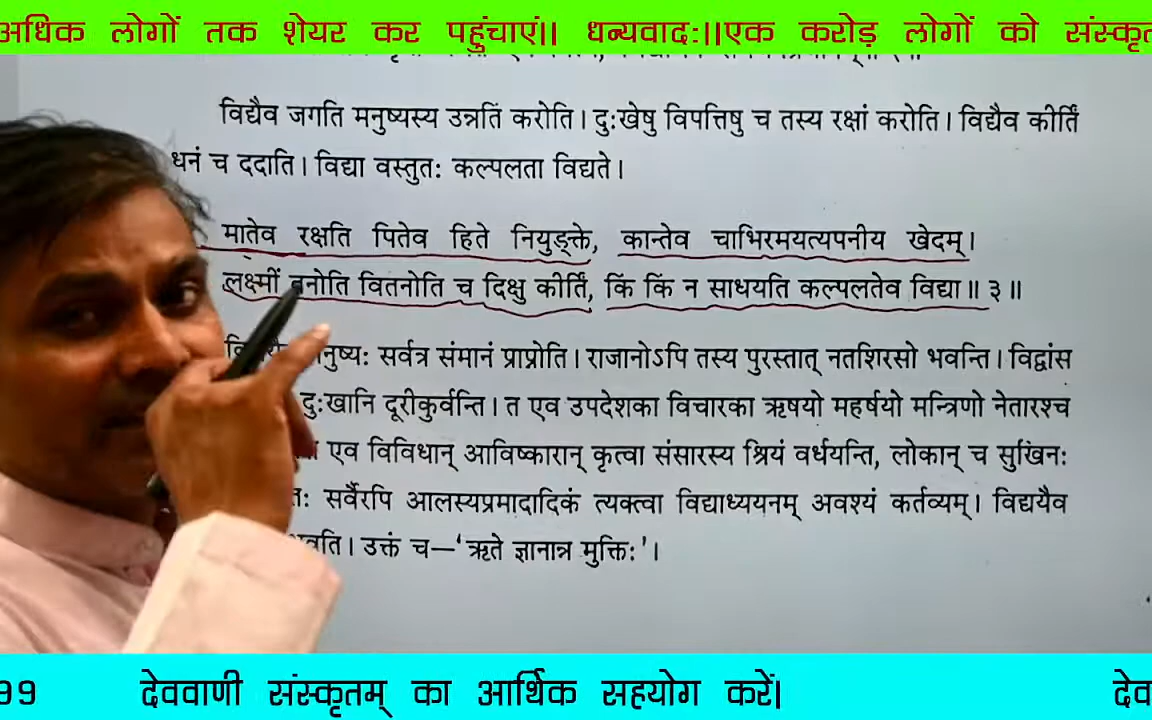 अधिक लोगों तक शेयर कर पहुंचाएं॥ धन्यवादः॥एक करोड़ लोगों को संस्कृत
विद्यैव जगति मनुष्यस्य उन्नतिं करोति। दुःखेषु विपत्तिषु च तस्य रक्षां करोति। विद्यैव कीर्तिं
धनं च ददाति। विद्या वस्तुतः कल्पलता विद्यते।
मातेव रक्षति पितेव हिते नियुङ्क्ते, कान्तेव चाभिरमयत्यपनीय खेदम्।
लक्ष्मीं तनोति वितनोति च दिक्षु कीर्तिं, किं किं न साधयति कल्पलतेव विद्या॥३॥
मनुष्यः सर्वत्र संमानं प्राप्नोति। राजानोऽपि तस्य पुरस्तात् नतशिरसो भवन्ति। विद्वांस
दुःखानि दूरीकुर्वन्ति। त एव उपदेशका विचारका ऋषयो महर्षयो मन्त्रिणो नेतारश्च
एव विविधान् आविष्कारान् कृत्वा संसारस्य श्रियं वर्धयन्ति, लोकान् च सुखिनः
सर्वैरपि आलस्यप्रमादादिकं त्यक्त्वा विद्याध्ययनम् अवश्यं कर्तव्यम्। विद्ययैव
उक्तं च—'ऋते ज्ञानान्न मुक्तिः'।
99 देववाणी संस्कृतम् का आर्थिक सहयोग करें। देव